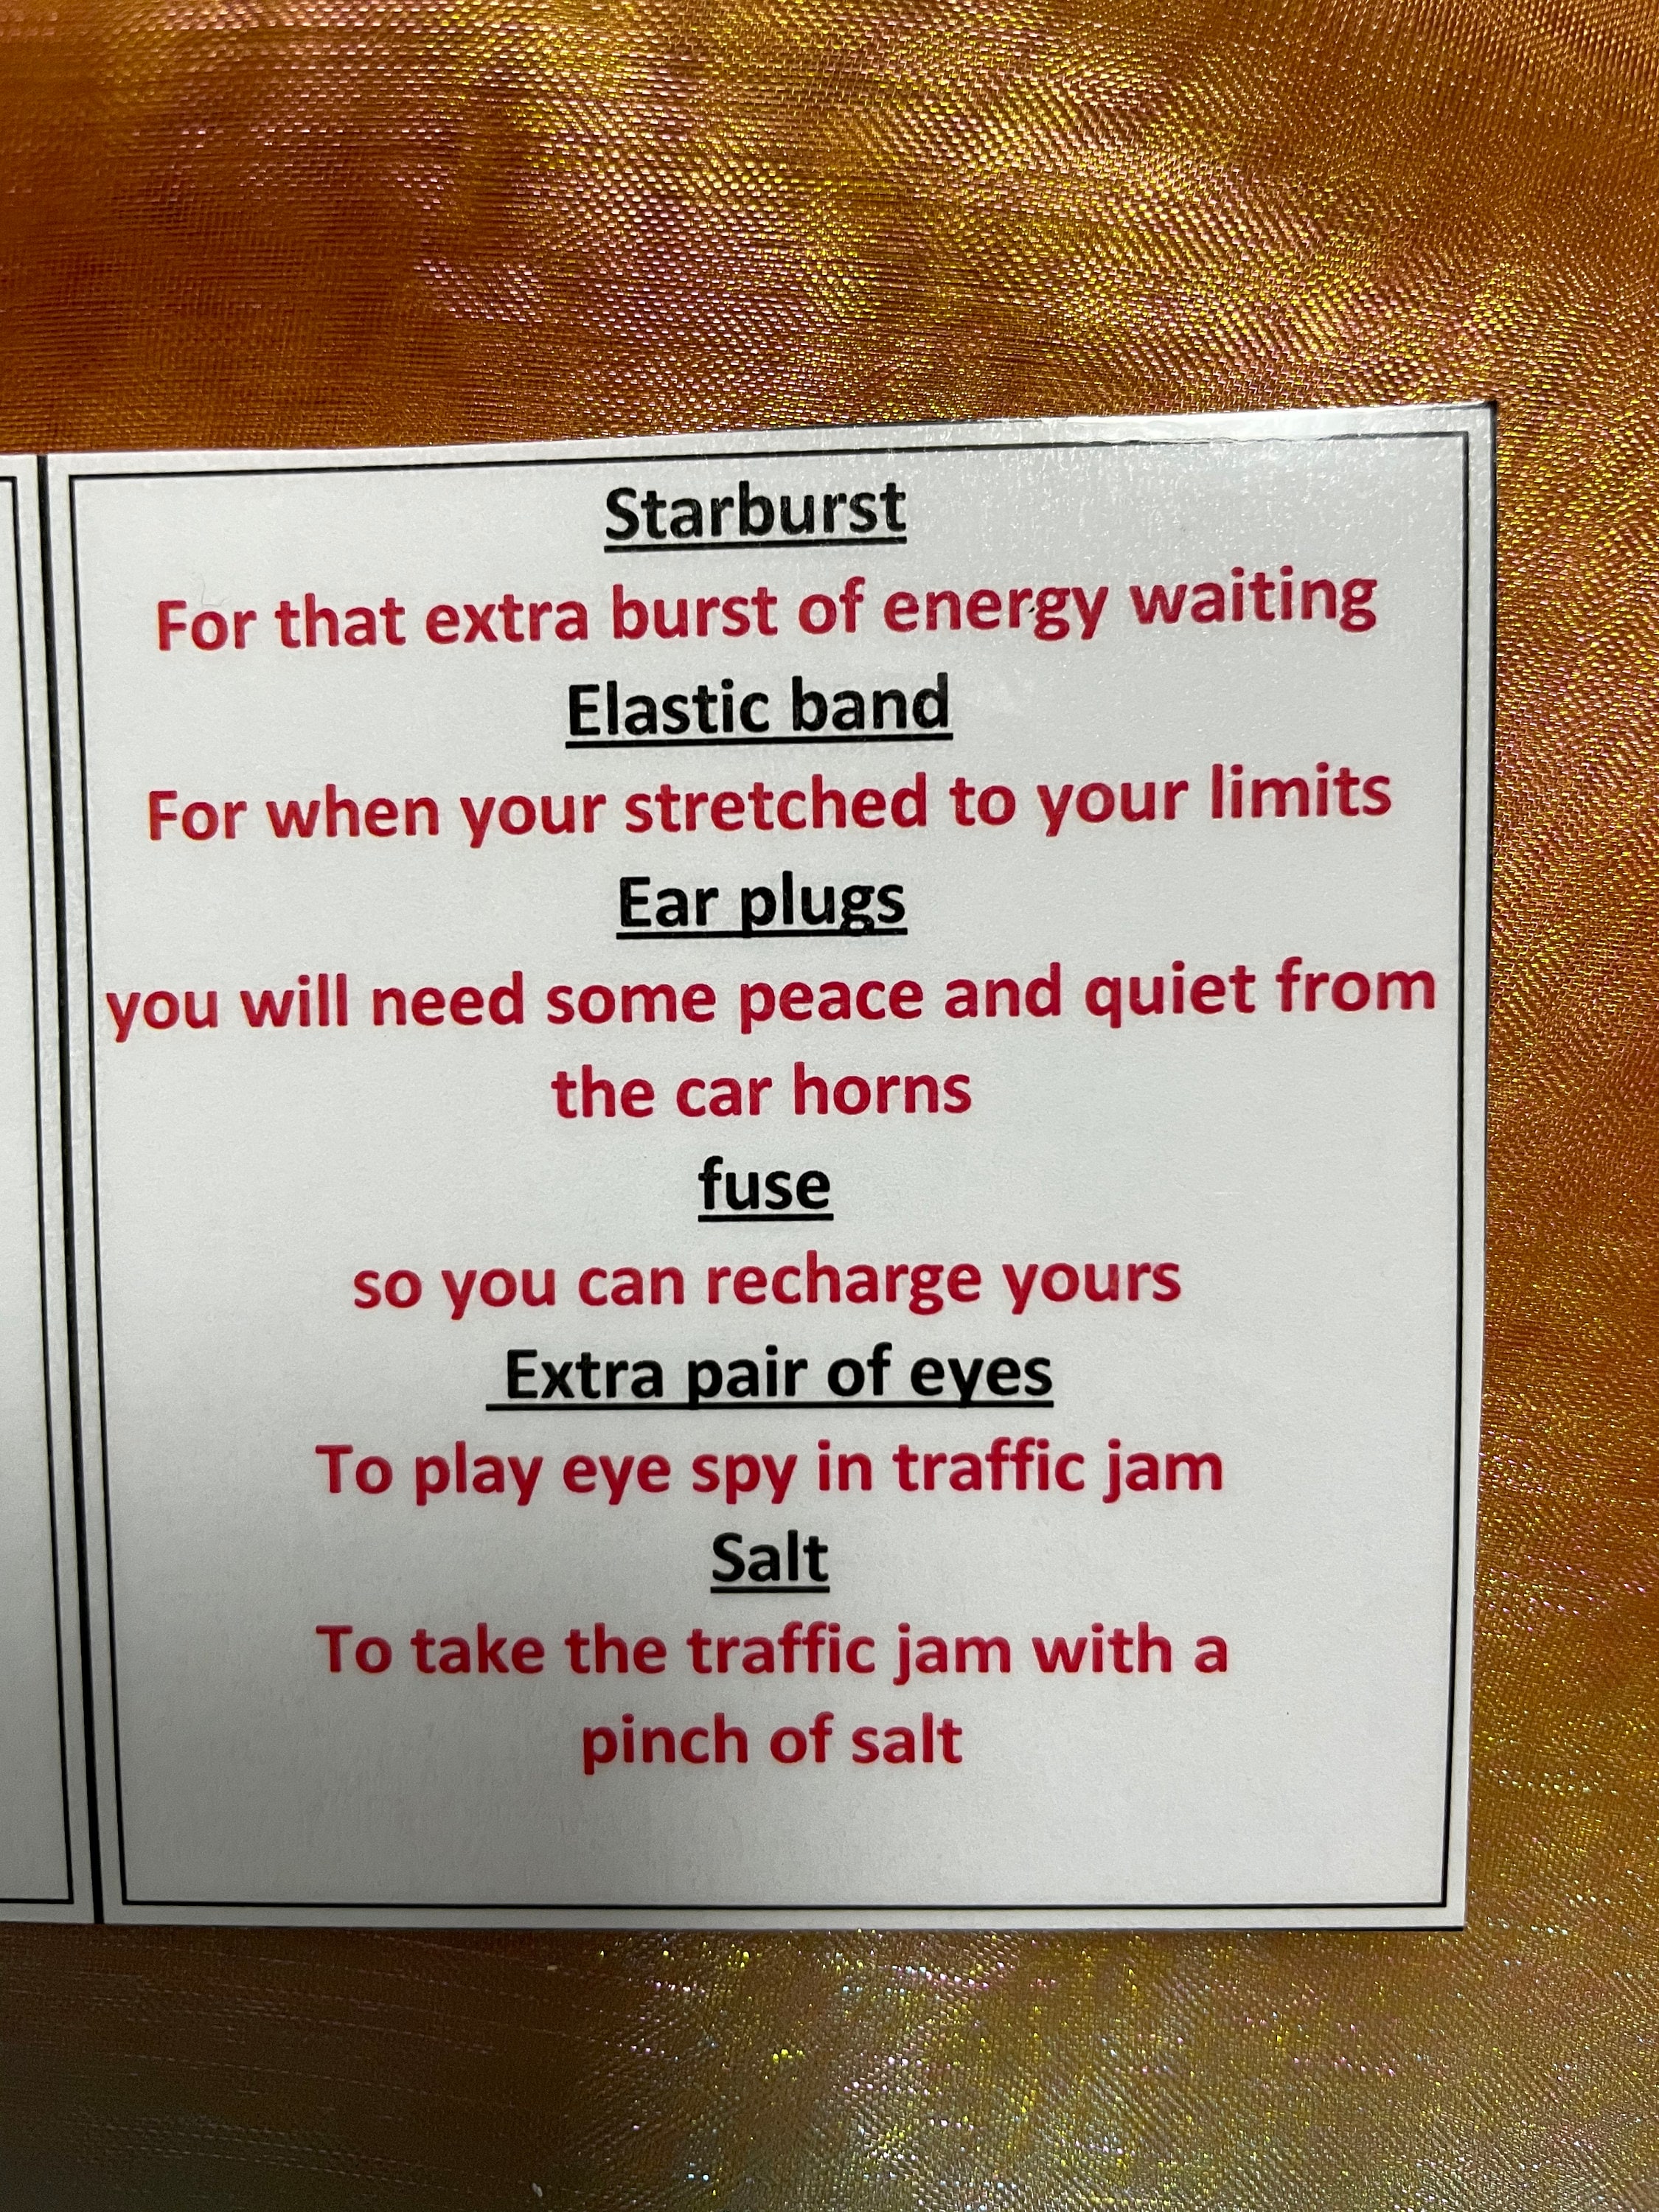 Starburst
For that extra burst of energy waiting
Elastic band
For when your stretched to your limits
Ear plugs
you will need some peace and quiet from
the car horns
fuse
so you can recharge yours
Extra pair of eyes
To play eye spy in traffic jam
Salt
To take the traffic jam with a
pinch of salt